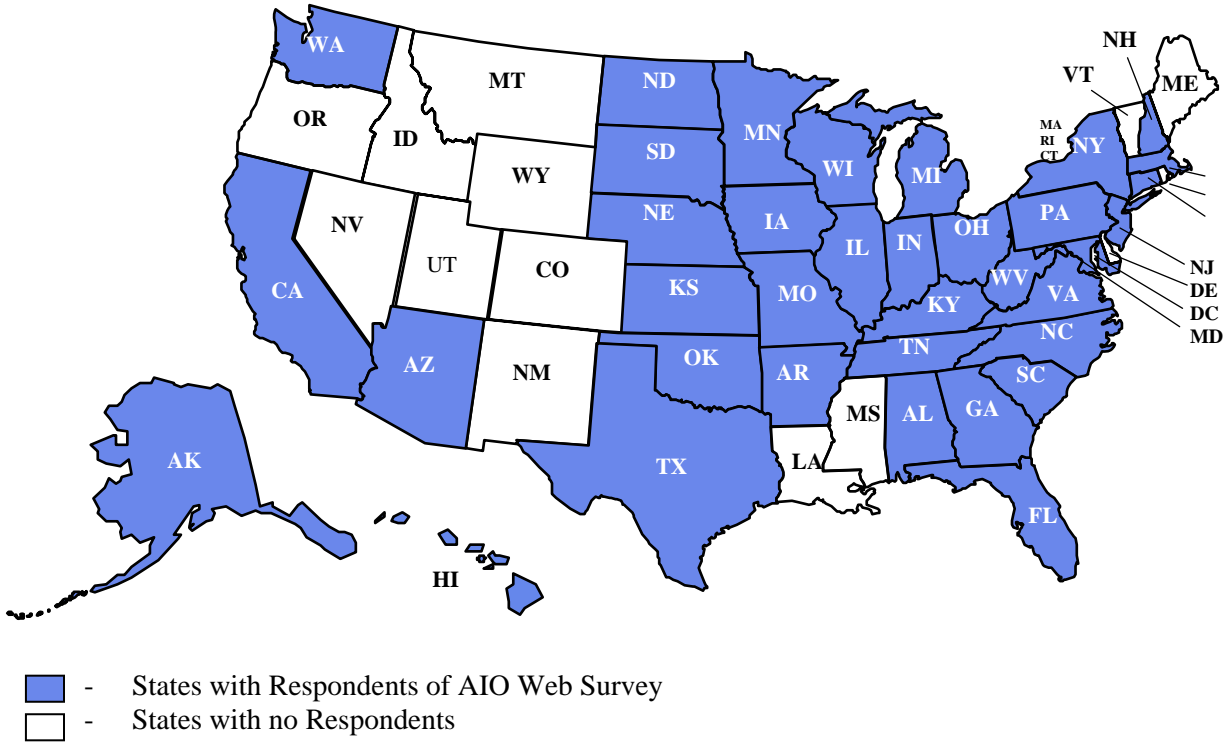 WA
MT
ND
MN
NH
VT
ME
OR
ID
MA
RI
CT
NY
SD
WI
MI
WY
NE
IA
PA
NV
IL
IN
OH
UT
CO
NJ
CA
KS
MO
WV
VA
DE
KY
DC
NC
MD
AZ
NM
OK
AR
TN
SC
MS
AL
GA
AK
TX
LA
FL
HI
- States with Respondents of AIO Web Survey
- States with no Respondents